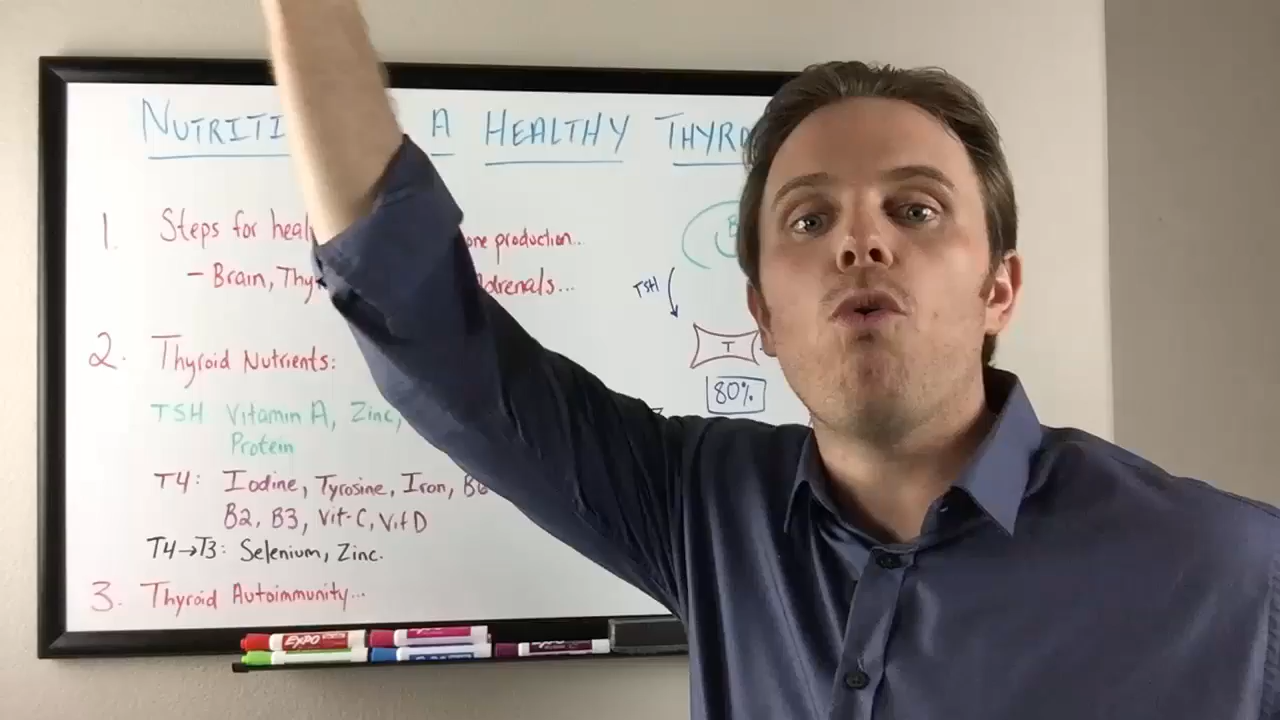 NUTRITI A HEALTHY THYRO
1. Steps for heal one production...
- Brain, Thy drenals...
2. Thyroid Nutrients:
TSH Vitamin A, Zinc,
Protein
T4: Iodine, Tyrosine, Iron, B6
B2, B3, Vit-C, Vit D
T4→T3: Selenium, Zinc.
3. Thyroid Autoimmunity...
B
TSH
T
80%
EXPO